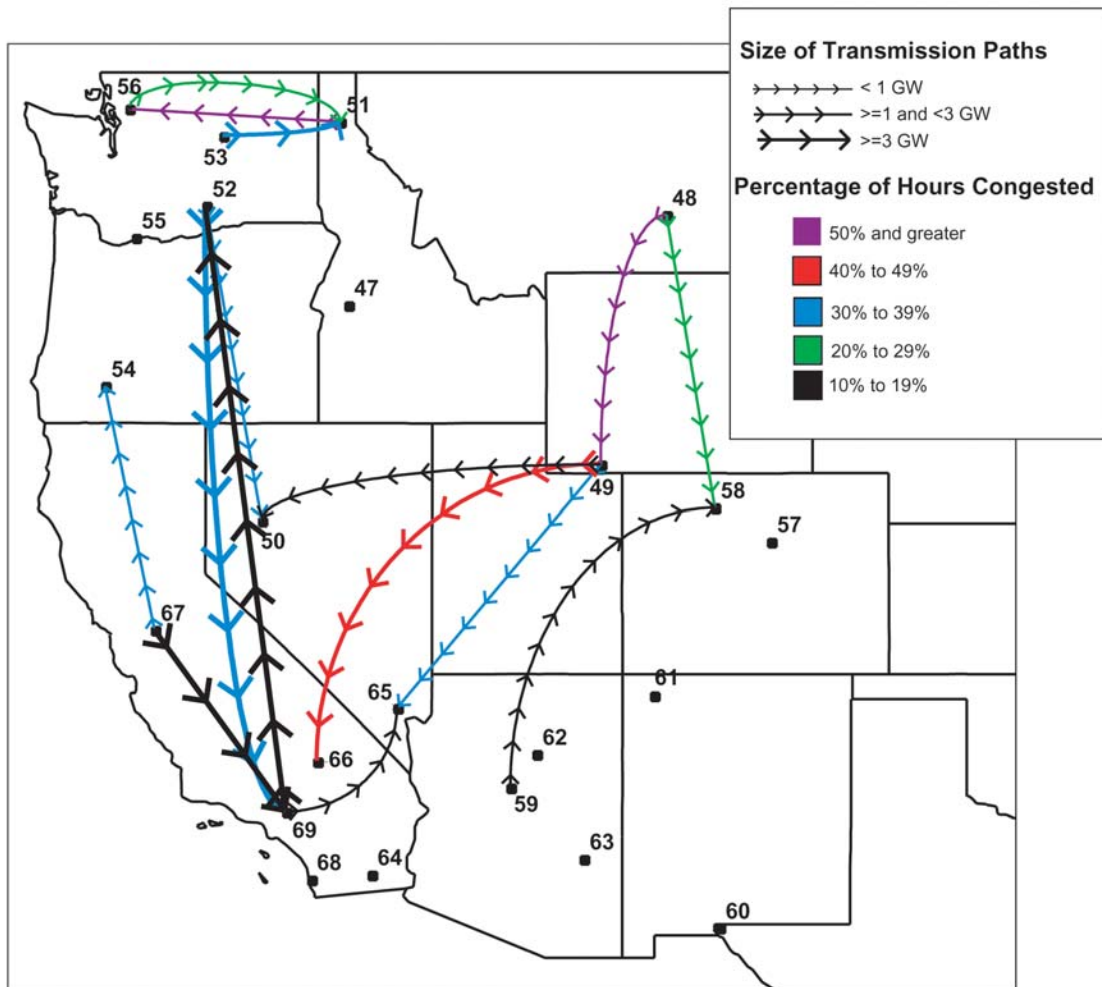 Size of Transmission Paths
< 1 GW
>=1 and <3 GW
>=3 GW
Percentage of Hours Congested
50% and greater
40% to 49%
30% to 39%
20% to 29%
10% to 19%
56
51
53
52
55
48
47
54
49
58
50
57
67
65
61
62
66
59
69
63
68
64
60